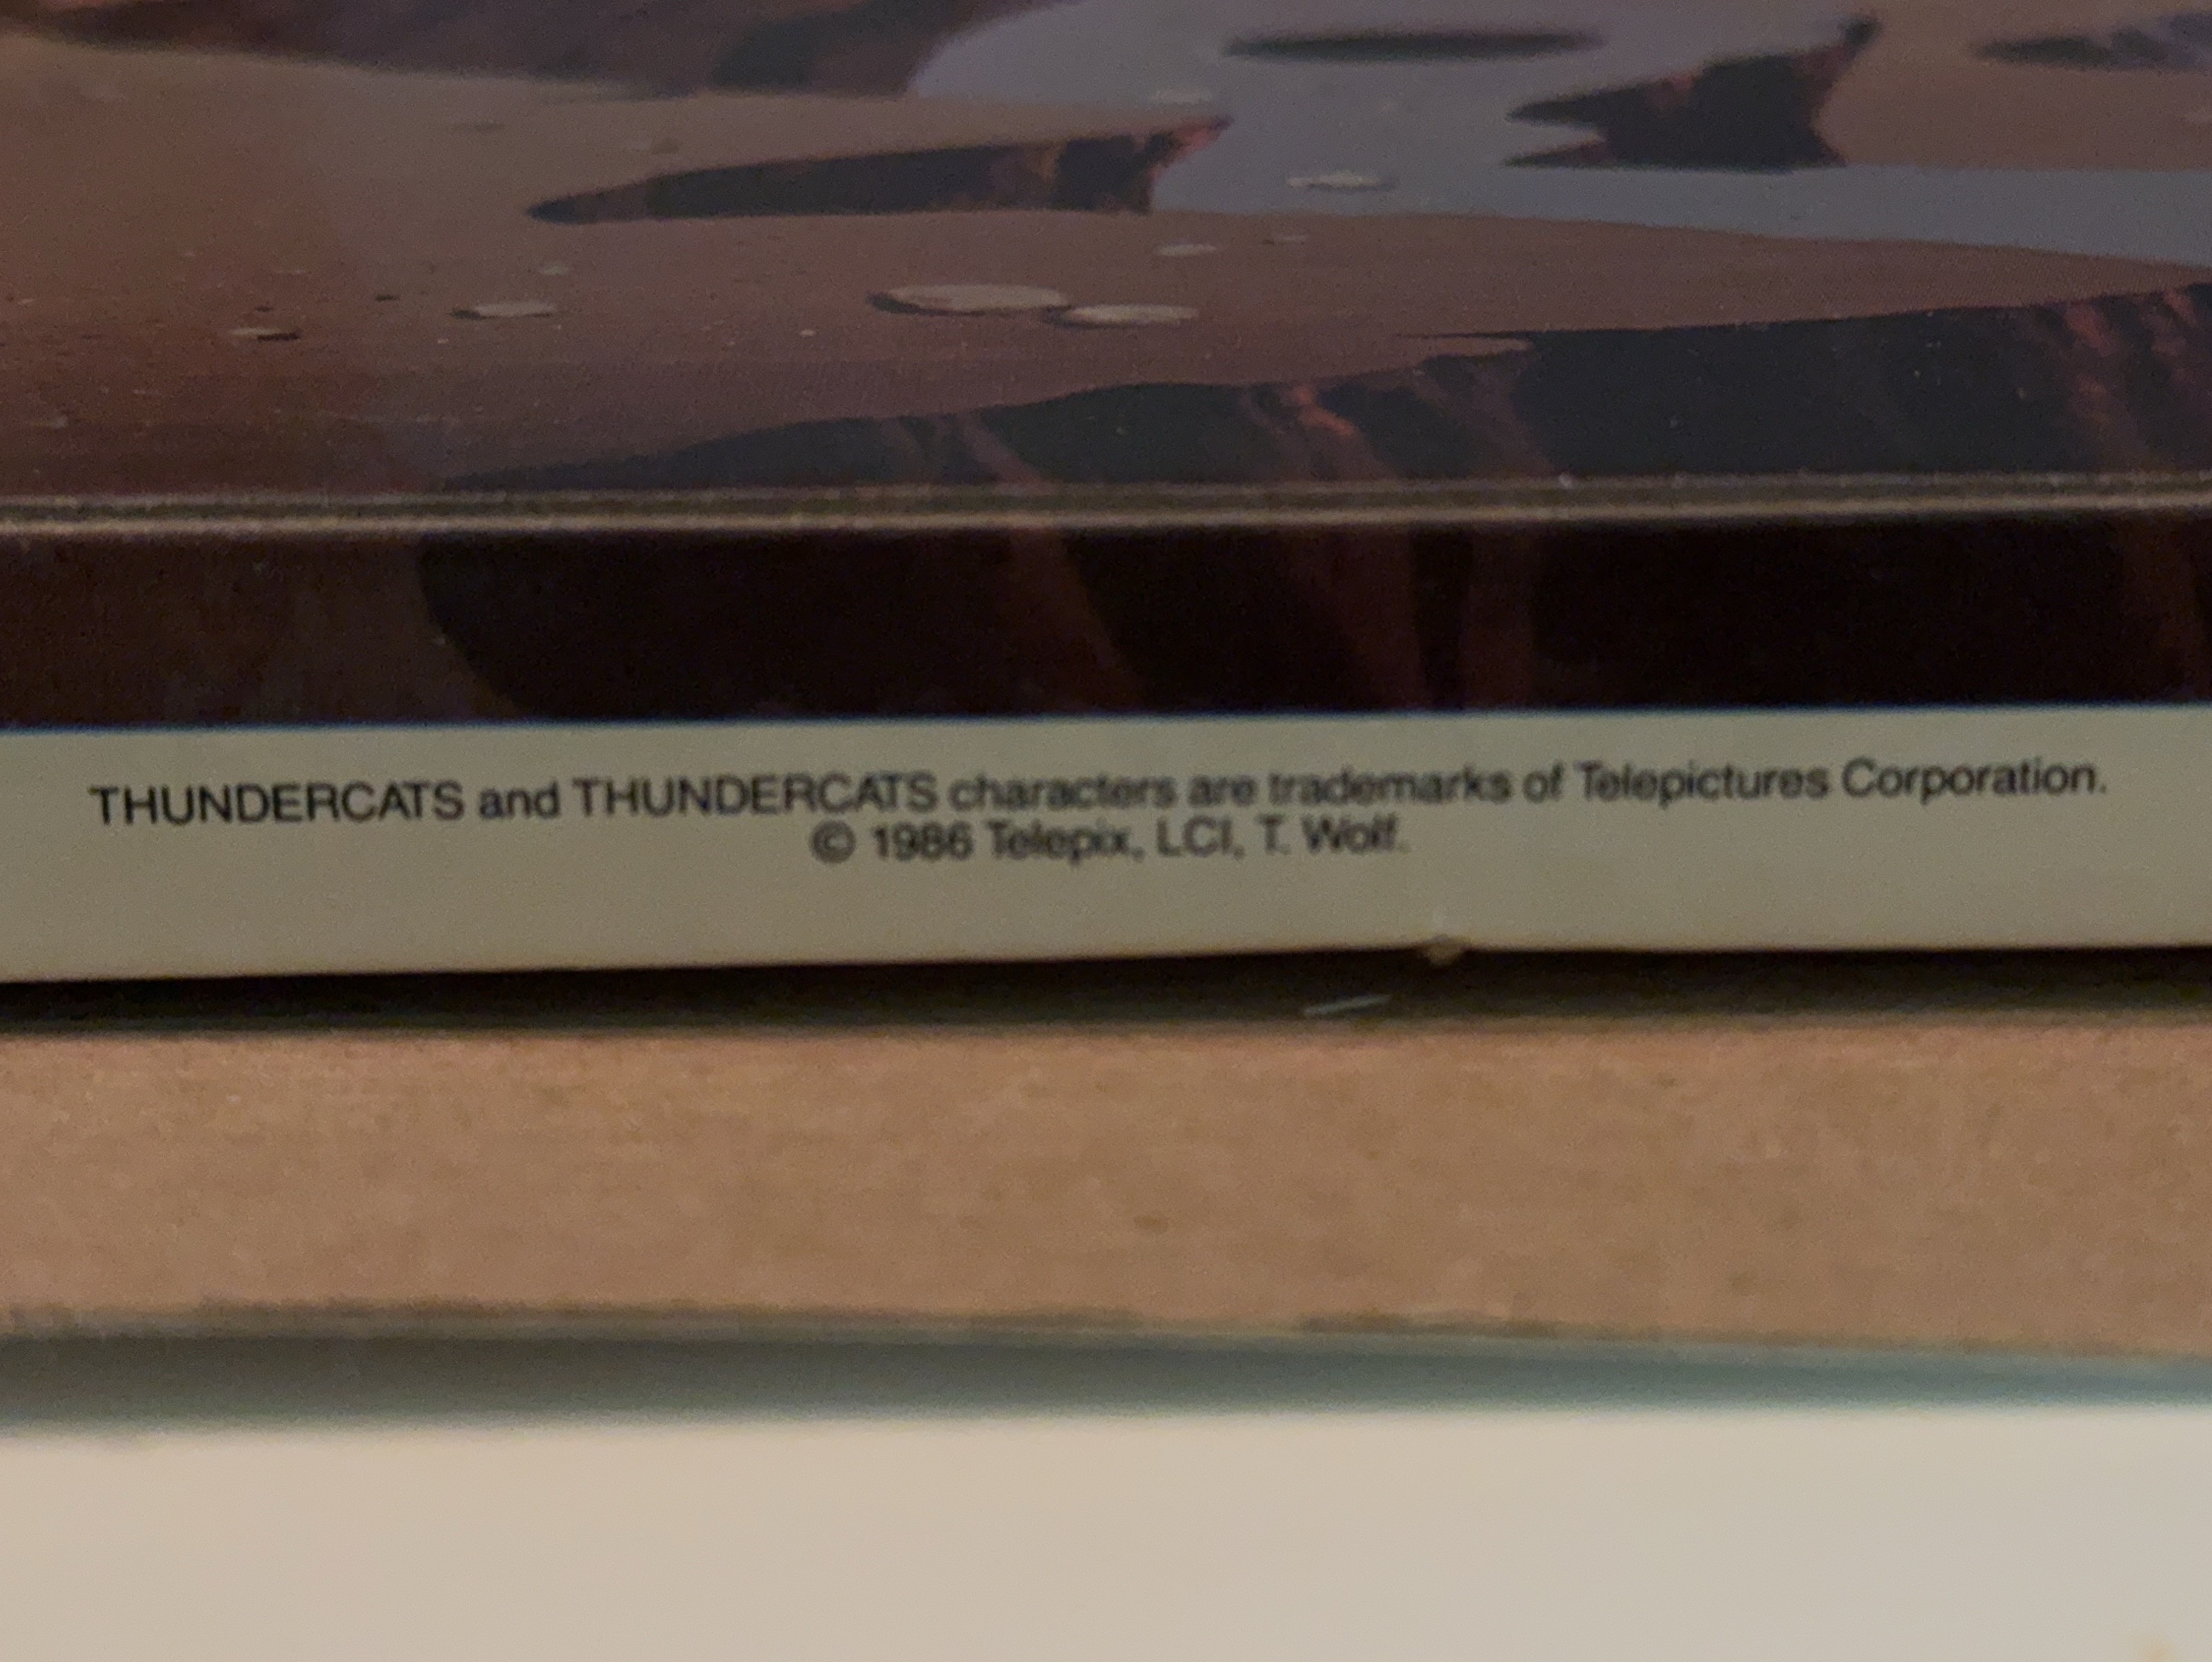 THUNDERCATS and THUNDERCATS characters are trademarks of Telepictures Corporation.
© 1986 Telepix, LCI, T. Wolf.